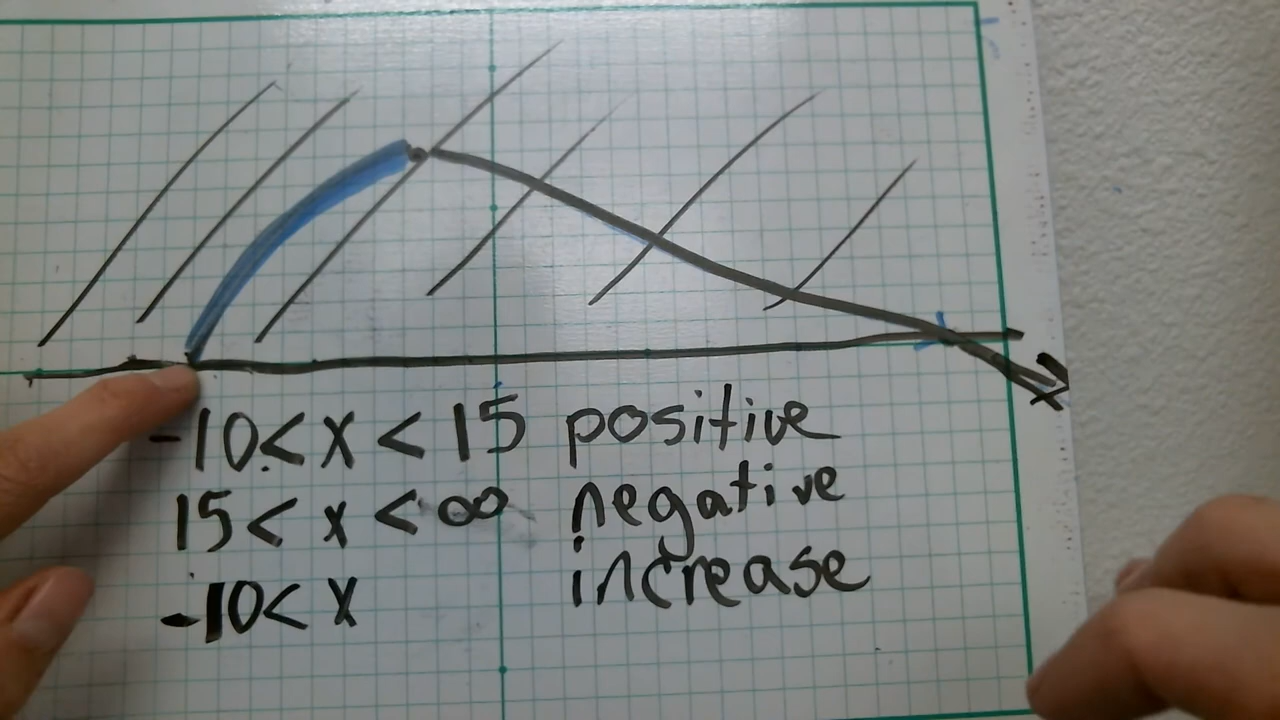 -10 < x < 15 positive
15 < x < ∞ negative
-10 < x increase